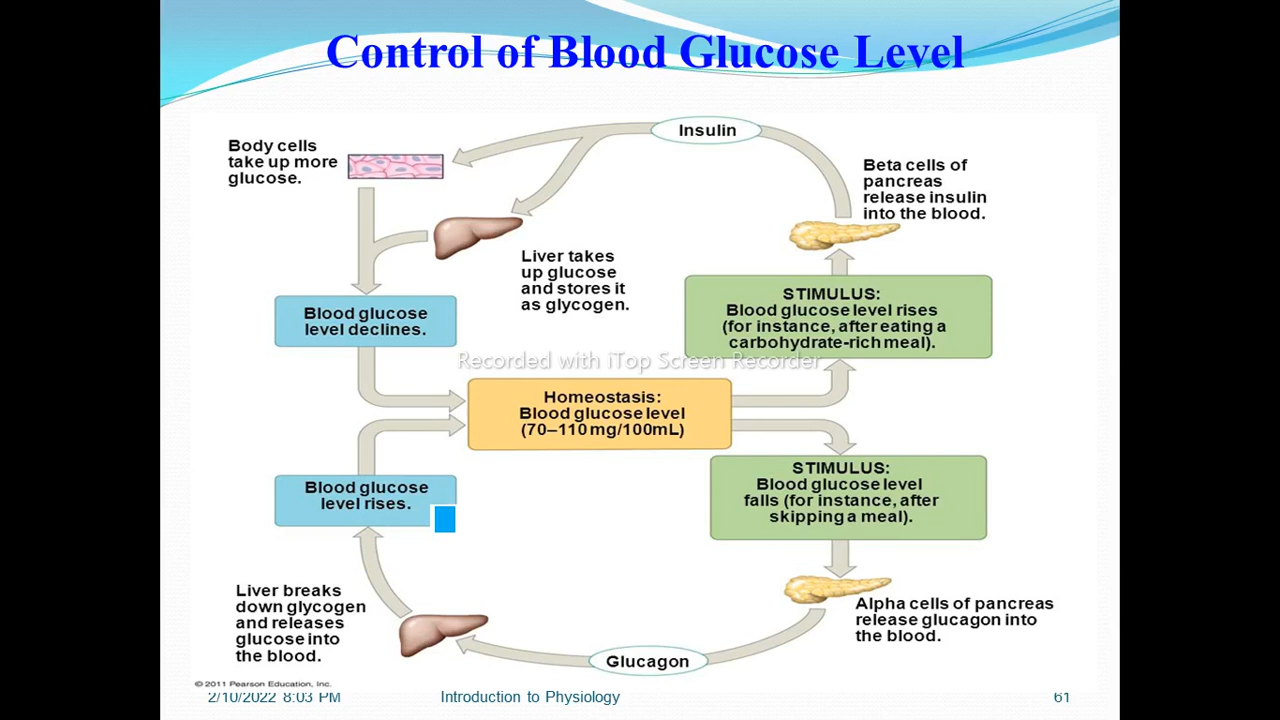 Control of Blood Glucose Level
Insulin
Body cells
take up more
glucose.
Beta cells of
pancreas
release insulin
into the blood.
Liver takes
up glucose
and stores it
as glycogen.
STIMULUS:
Blood glucose level rises
(for instance, after eating a
carbohydrate-rich meal).
Blood glucose
level declines.
Recorded with iTop Screen Recorder
Homeostasis:
Blood glucose level
(70–110 mg/100mL)
STIMULUS:
Blood glucose level
falls (for instance, after
skipping a meal).
Blood glucose
level rises.
Liver breaks
down glycogen
and releases
glucose into
the blood.
Alpha cells of pancreas
release glucagon into
the blood.
Glucagon
© 2011 Pearson Education, Inc.
2/10/2022 8:03 PM
Introduction to Physiology
61